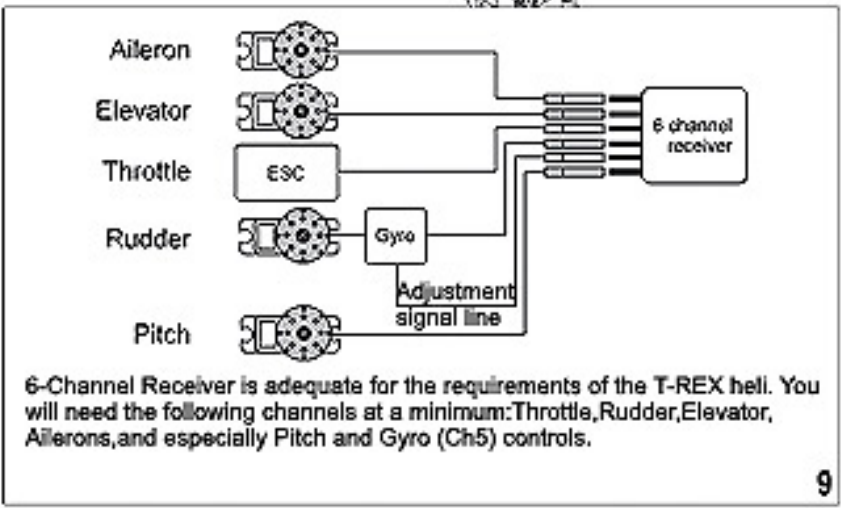 Aileron
Elevator
Throttle
ESC
Rudder
Gyro
Adjustment
signal line
Pitch
6 channel
receiver
6-Channel Receiver is adequate for the requirements of the T-REX heli. You
will need the following channels at a minimum:Throttle,Rudder,Elevator,
Ailerons,and especially Pitch and Gyro (Ch5) controls.
9